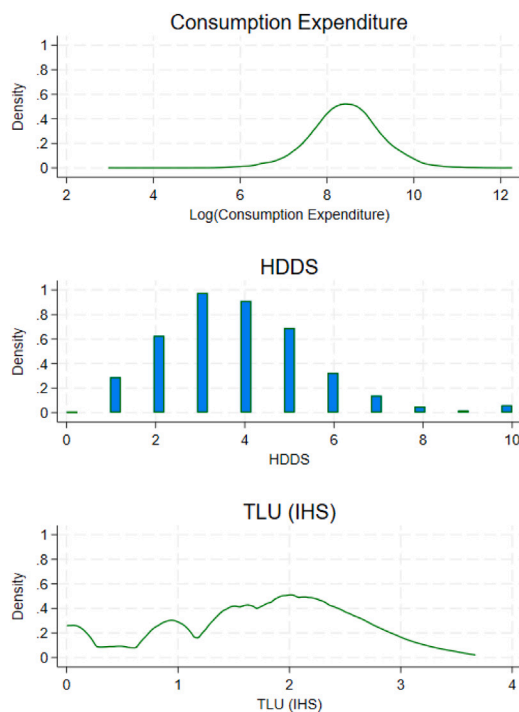 Consumption Expenditure
1
.8
.6
.4
.2
0
Density
2 4 6 8 10 12
Log(Consumption Expenditure)
HDDS
1
.8
.6
.4
.2
0
Density
0 2 4 6 8 10
HDDS
TLU (IHS)
1
.8
.6
.4
.2
0
Density
0 1 2 3 4
TLU (IHS)